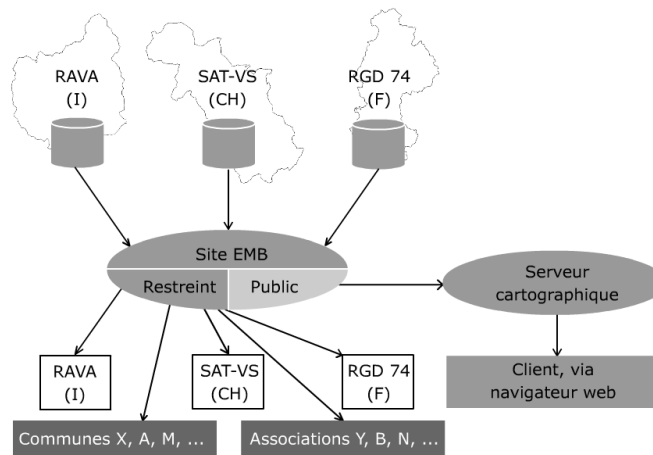 RAVA
(I)
SAT-VS
(CH)
RGD 74
(F)
Site EMB
Restreint
Public
Serveur
cartographique
RAVA
(I)
SAT-VS
(CH)
RGD 74
(F)
Client, via
navigateur web
Communes X, A, M, ...
Associations Y, B, N, ...